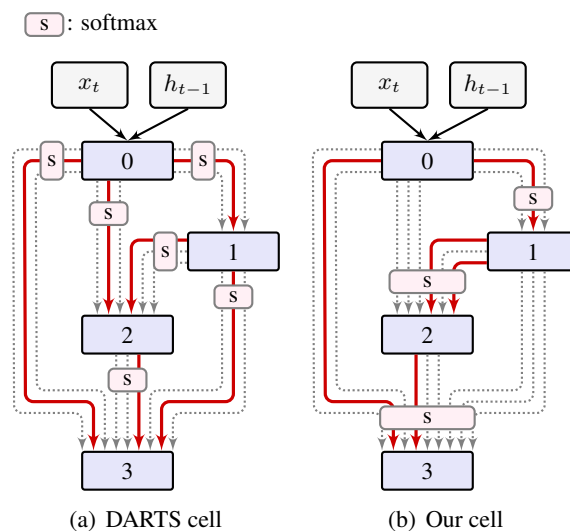 s : softmax
x_t h_{t−1} x_t h_{t−1}
0 0
s s
s s
1 1
s
s s
2 2
s
s
3 3
(a) DARTS cell (b) Our cell